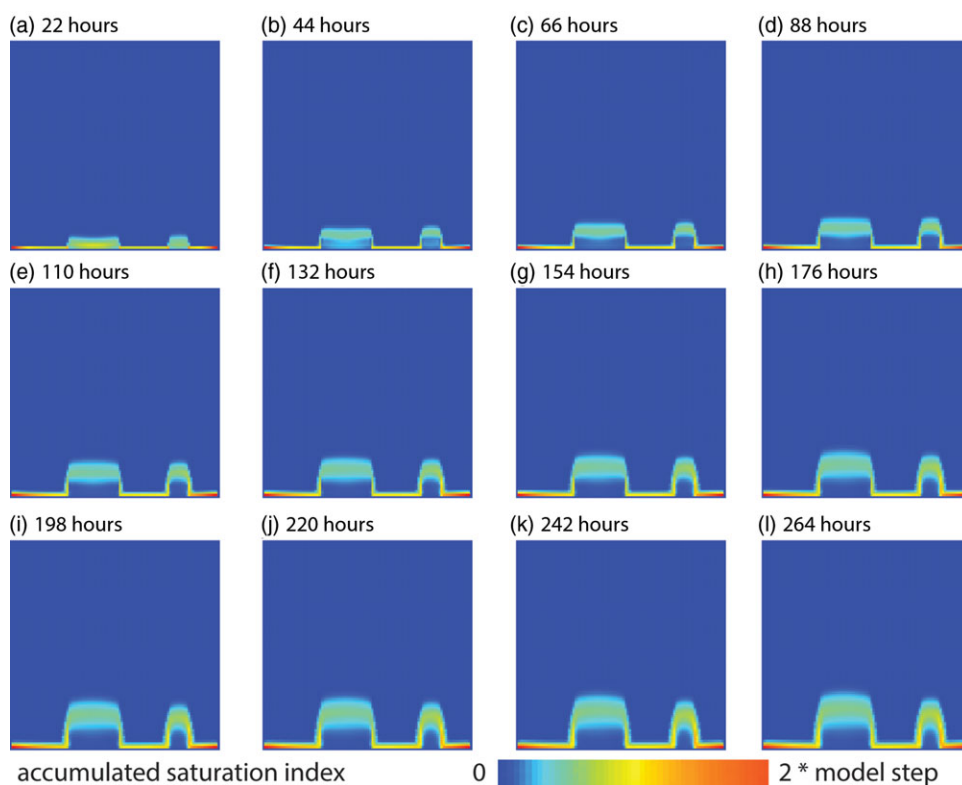 (a) 22 hours
(b) 44 hours
(c) 66 hours
(d) 88 hours
(e) 110 hours
(f) 132 hours
(g) 154 hours
(h) 176 hours
(i) 198 hours
(j) 220 hours
(k) 242 hours
(l) 264 hours
accumulated saturation index 0 2 * model step